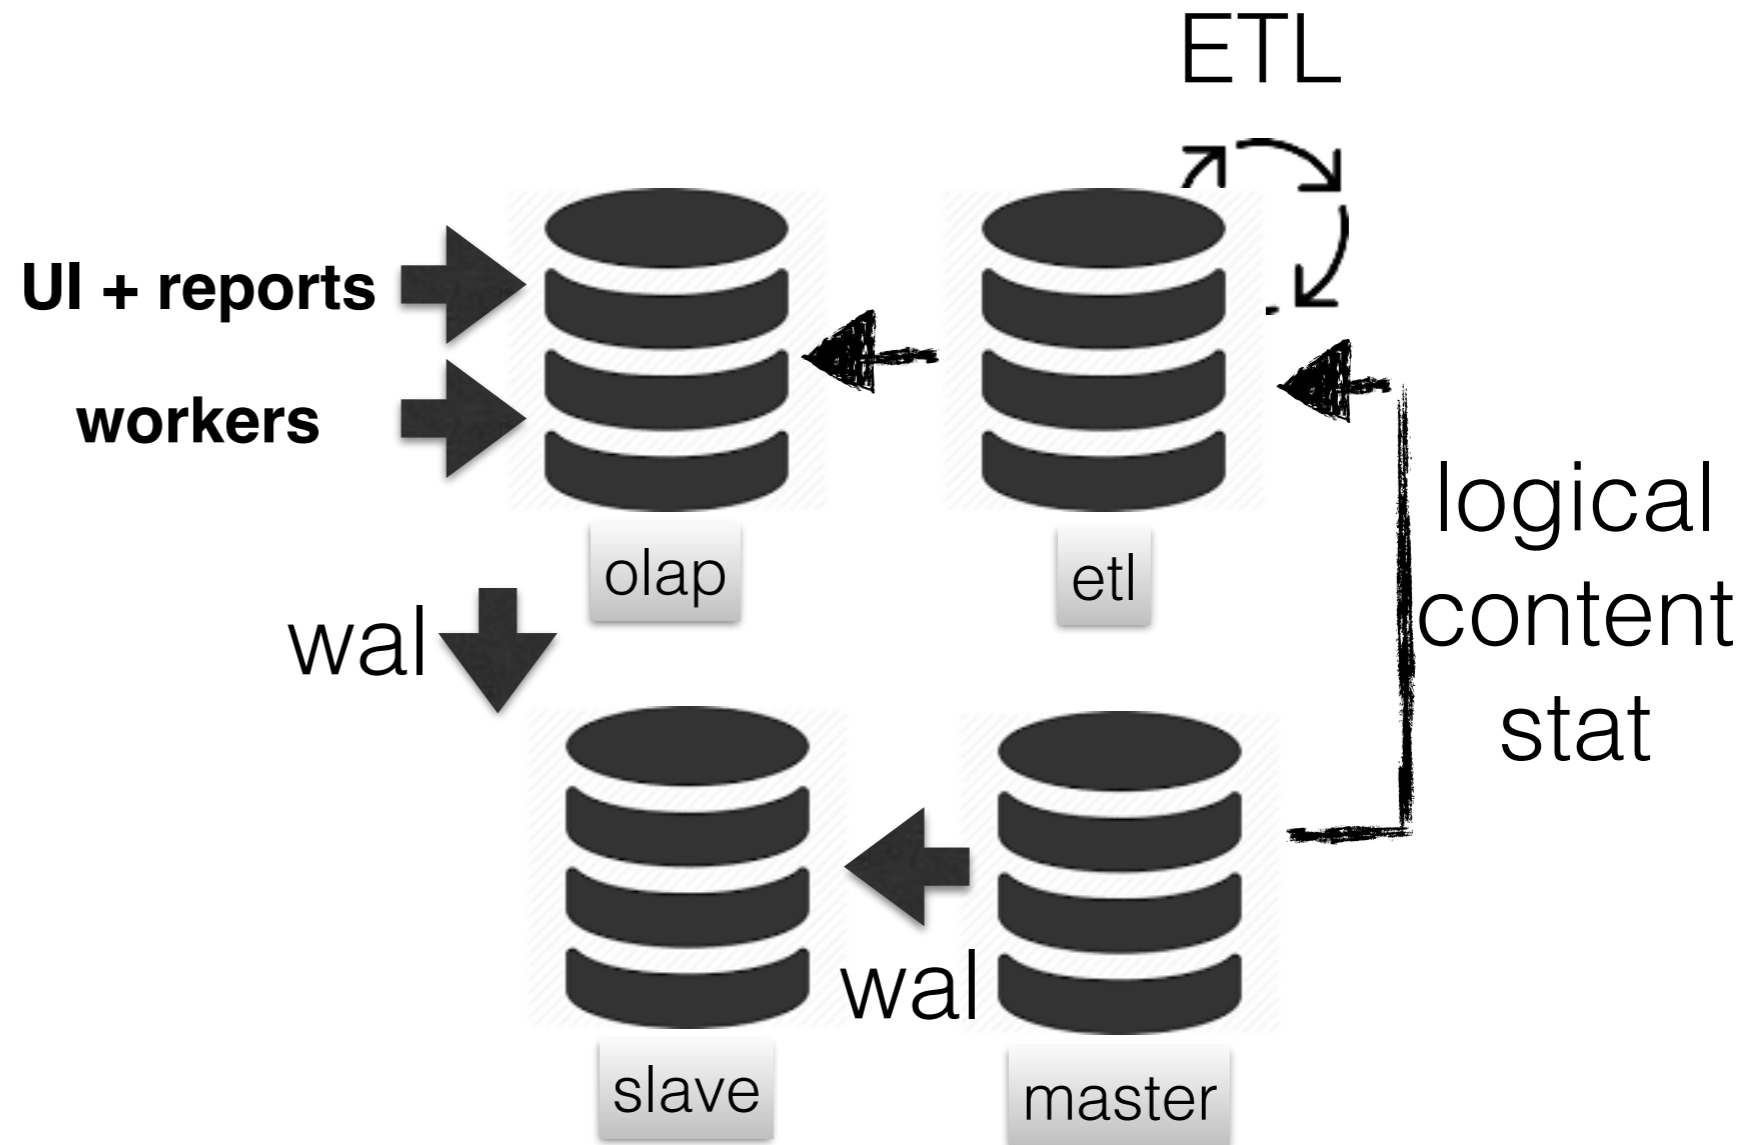 ETL
UI + reports
workers
olap
etl
logical
content
stat
wal
wal
slave
master